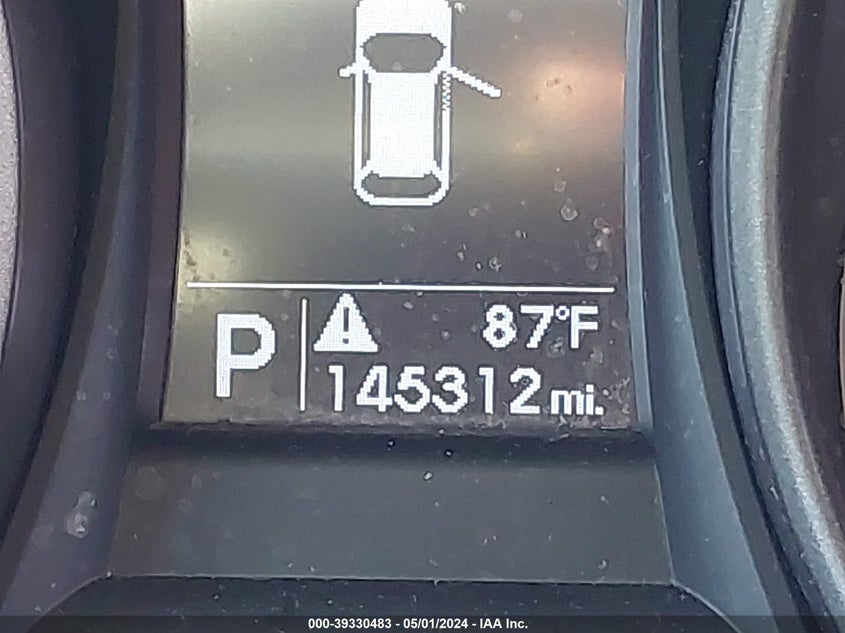 P
87°F
145312 mi.
000-39330483 - 05/01/2024 - IAA Inc.